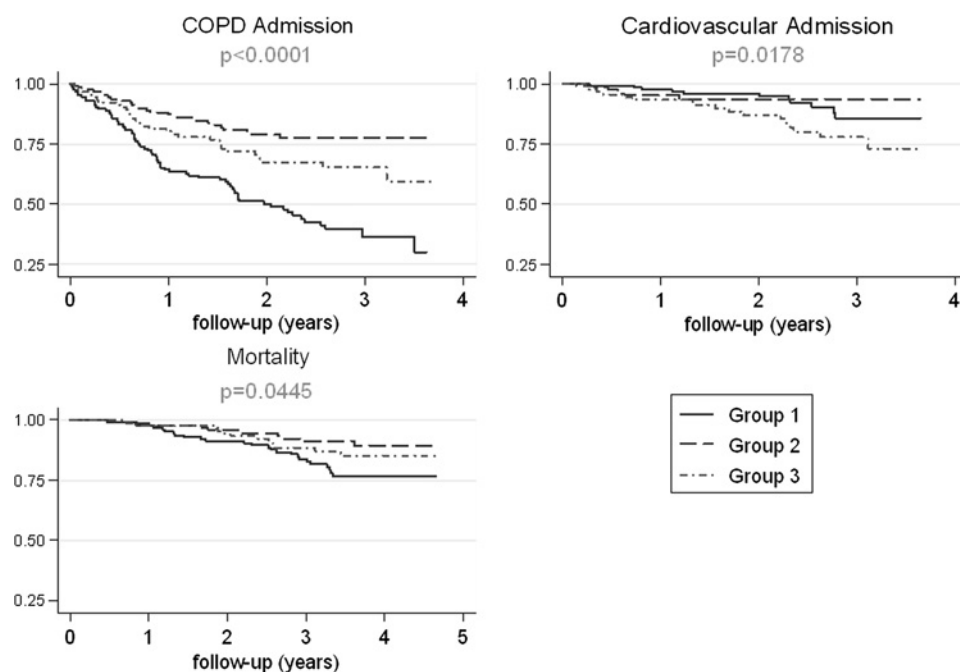 COPD Admission
p<0.0001
1.00
0.75
0.50
0.25
0 1 2 3 4
follow-up (years)
Cardiovascular Admission
p=0.0178
1.00
0.75
0.50
0.25
0 1 2 3 4
follow-up (years)
Mortality
p=0.0445
1.00
0.75
0.50
0.25
0 1 2 3 4 5
follow-up (years)
Group 1
Group 2
Group 3